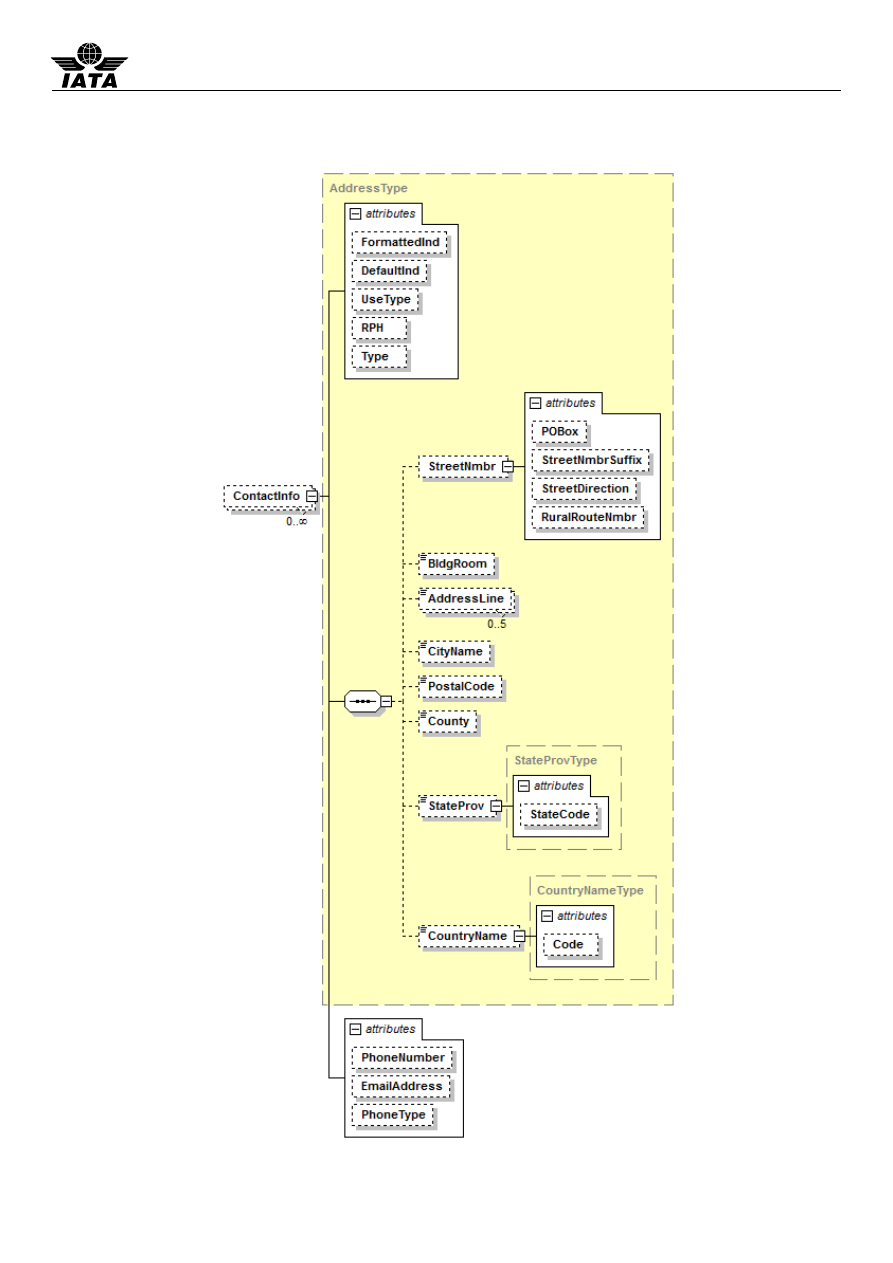 IATA
AddressType
attributes
FormattedInd
DefaultInd
UseType
RPH
Type
attributes
POBox
StreetNmbr
StreetNmbrSuffix
StreetDirection
ContactInfo
RuralRouteNmbr
0..∞
BldgRoom
AddressLine
0..5
CityName
PostalCode
County
StateProvType
attributes
StateProv
StateCode
CountryNameType
attributes
CountryName
Code
attributes
PhoneNumber
EmailAddress
PhoneType